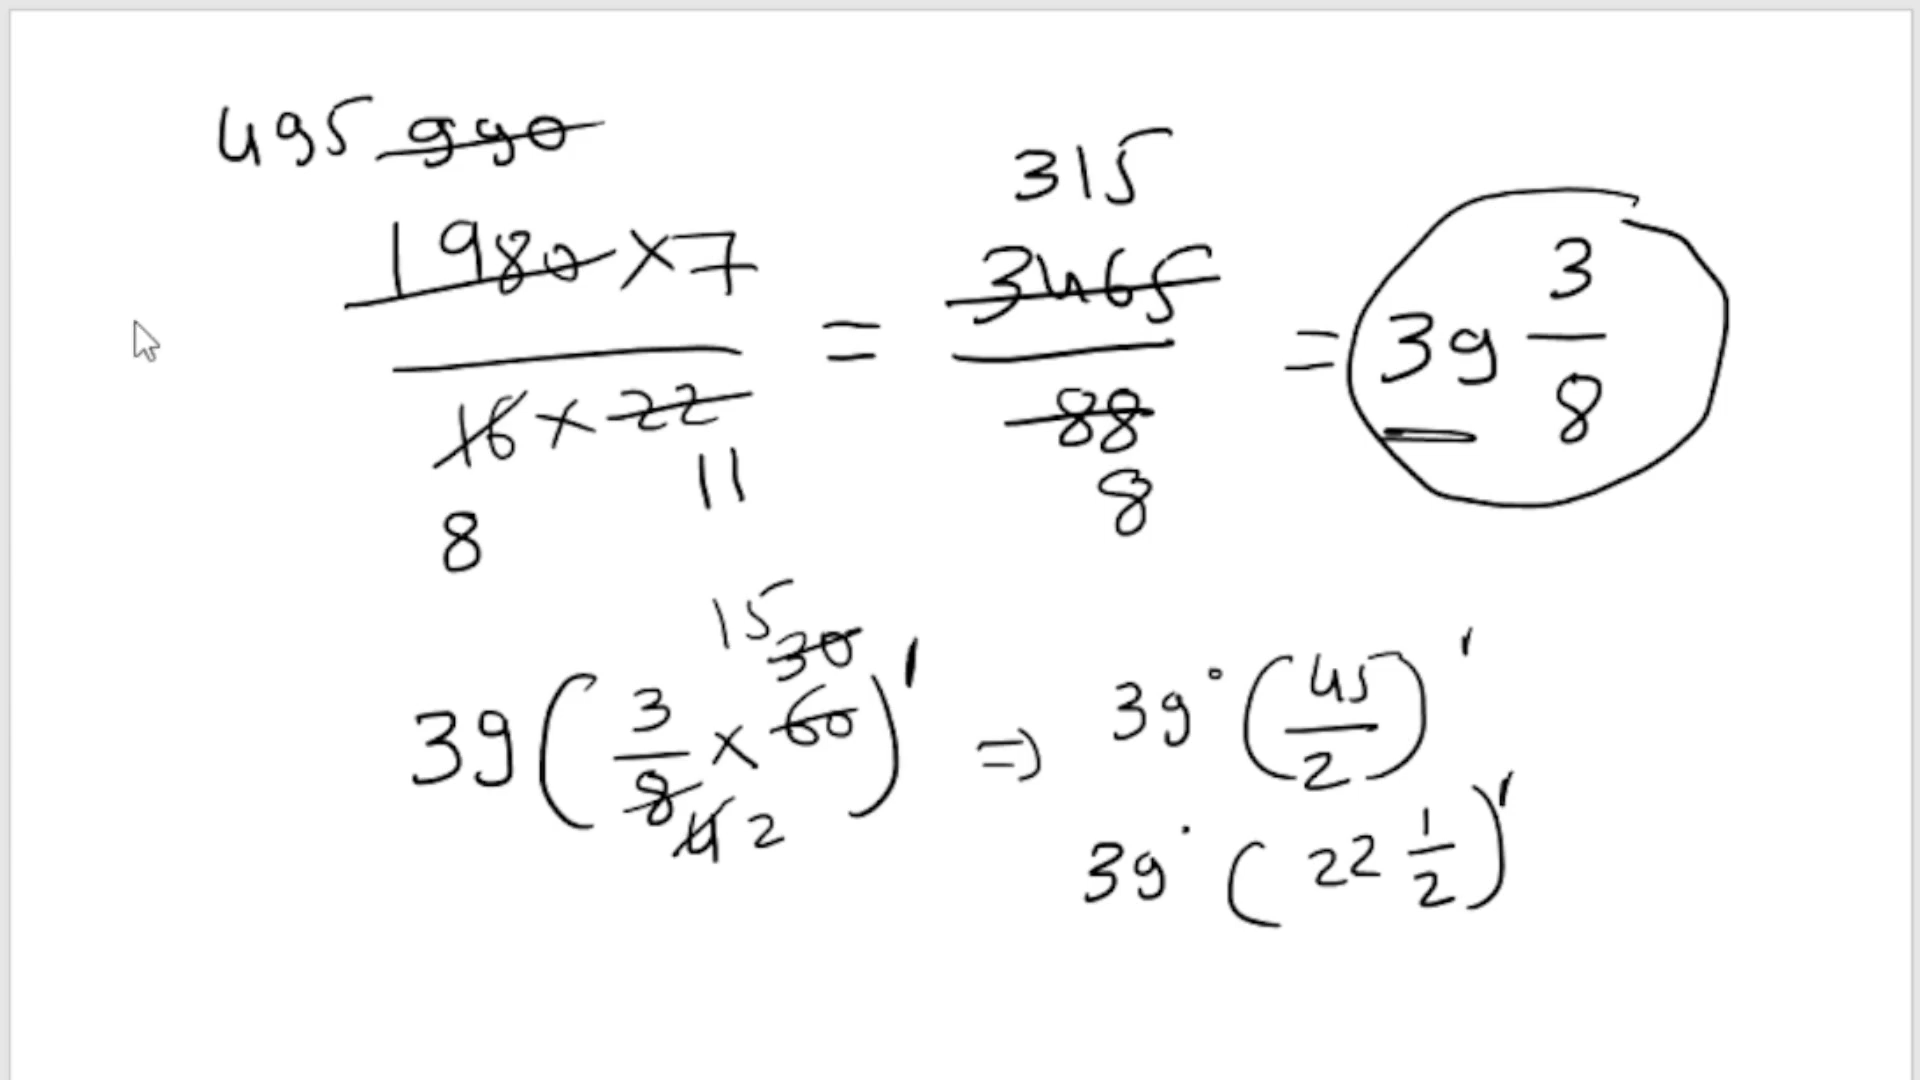 495 990
1980 × 7
16 × 22
11
8
=
315
3465
88
8
= 39 3/8
39 ( 3/8 × 60 )' ⇒ 39° ( 45/2 )'
15 30
4 2
39° ( 22 1/2 )'